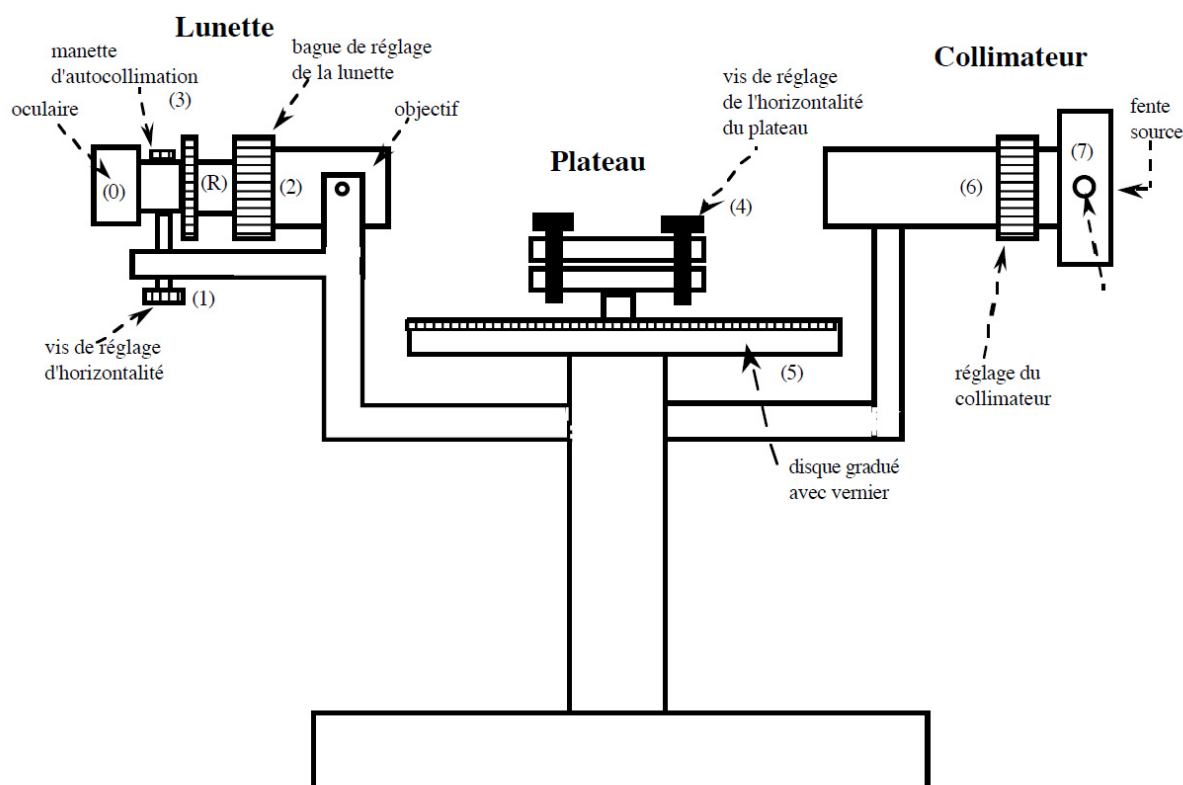 Lunette
manette
d'autocollimation
(3)
bague de réglage
de la lunette
oculaire
objectif
vis de réglage
de l'horizontalité
du plateau
Collimateur
fente
source
Plateau
(0)
(R)
(2)
(4)
(6)
(7)
(1)
vis de réglage
d'horizontalité
(5)
réglage du
collimateur
disque gradué
avec vernier